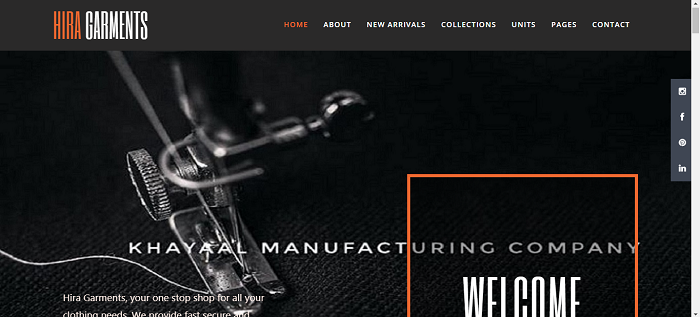 HIRA GARMENTS
HOME ABOUT NEW ARRIVALS COLLECTIONS UNITS PAGES CONTACT
KHAYAAL MANUFACTURING COMPANY
WELCOME
Hira Garments, your one stop shop for all your
clothing needs. We provide fast secure and